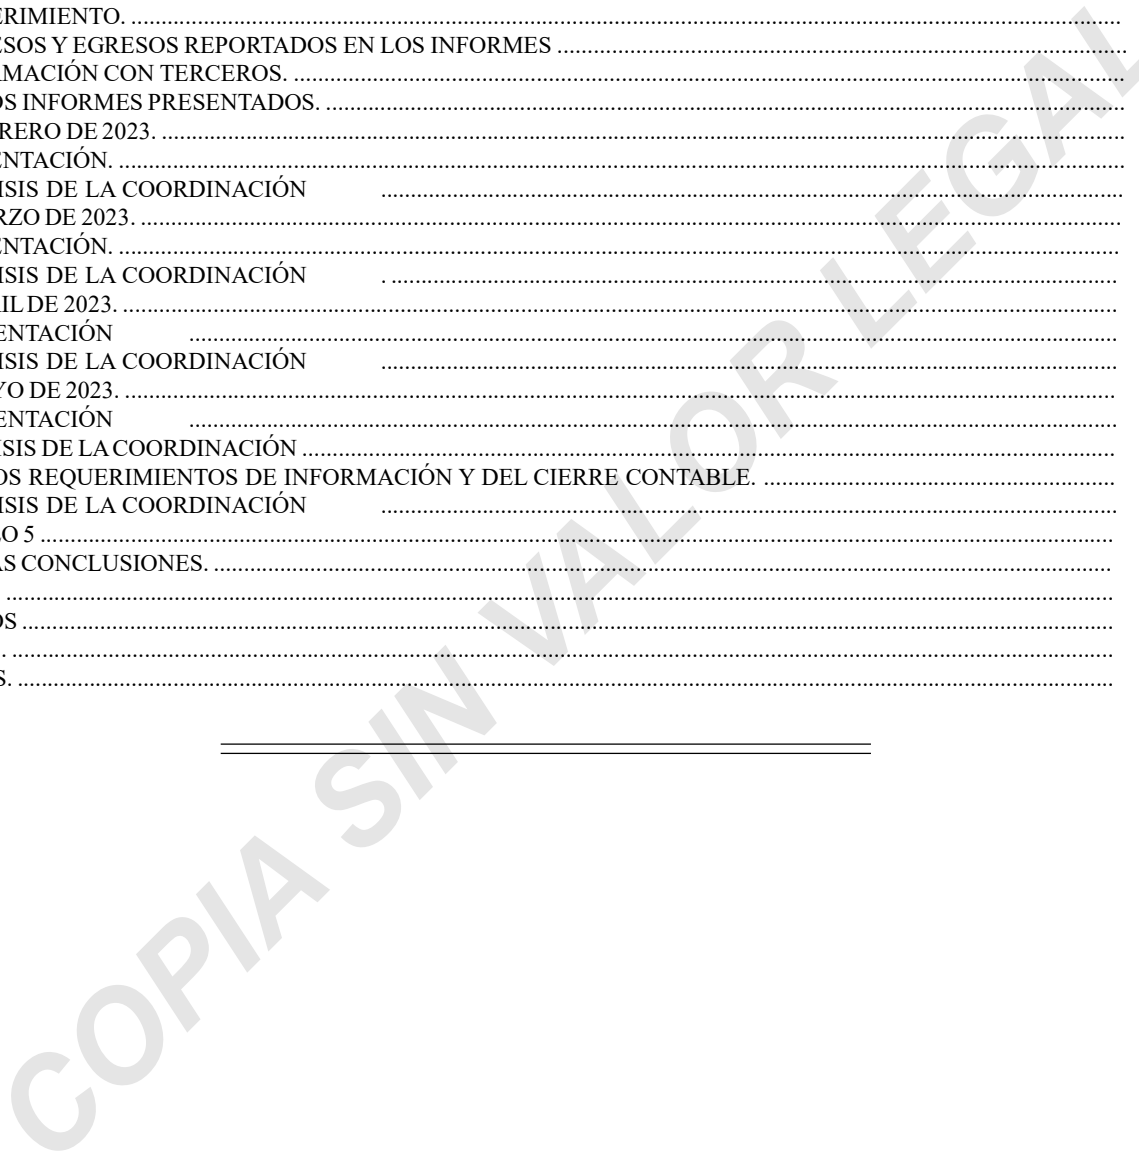 ERIMIENTO. ........................................
ESOS Y EGRESOS REPORTADOS EN LOS INFORMES ........................................
RMACIÓN CON TERCEROS. ........................................
OS INFORMES PRESENTADOS. ........................................
RERO DE 2023. ........................................
ENTACIÓN. ........................................
ISIS DE LA COORDINACIÓN ........................................
RZO DE 2023. ........................................
ENTACIÓN. ........................................
ISIS DE LA COORDINACIÓN . ........................................
IL DE 2023. ........................................
ENTACIÓN ........................................
ISIS DE LA COORDINACIÓN ........................................
YO DE 2023. ........................................
ENTACIÓN ........................................
ISIS DE LA COORDINACIÓN ........................................
OS REQUERIMIENTOS DE INFORMACIÓN Y DEL CIERRE CONTABLE. ........................................
ISIS DE LA COORDINACIÓN ........................................
O 5 ........................................
AS CONCLUSIONES. ........................................
........................................
OS ........................................
. ........................................
S. ........................................
COPIA SIN VALOR LEGAL